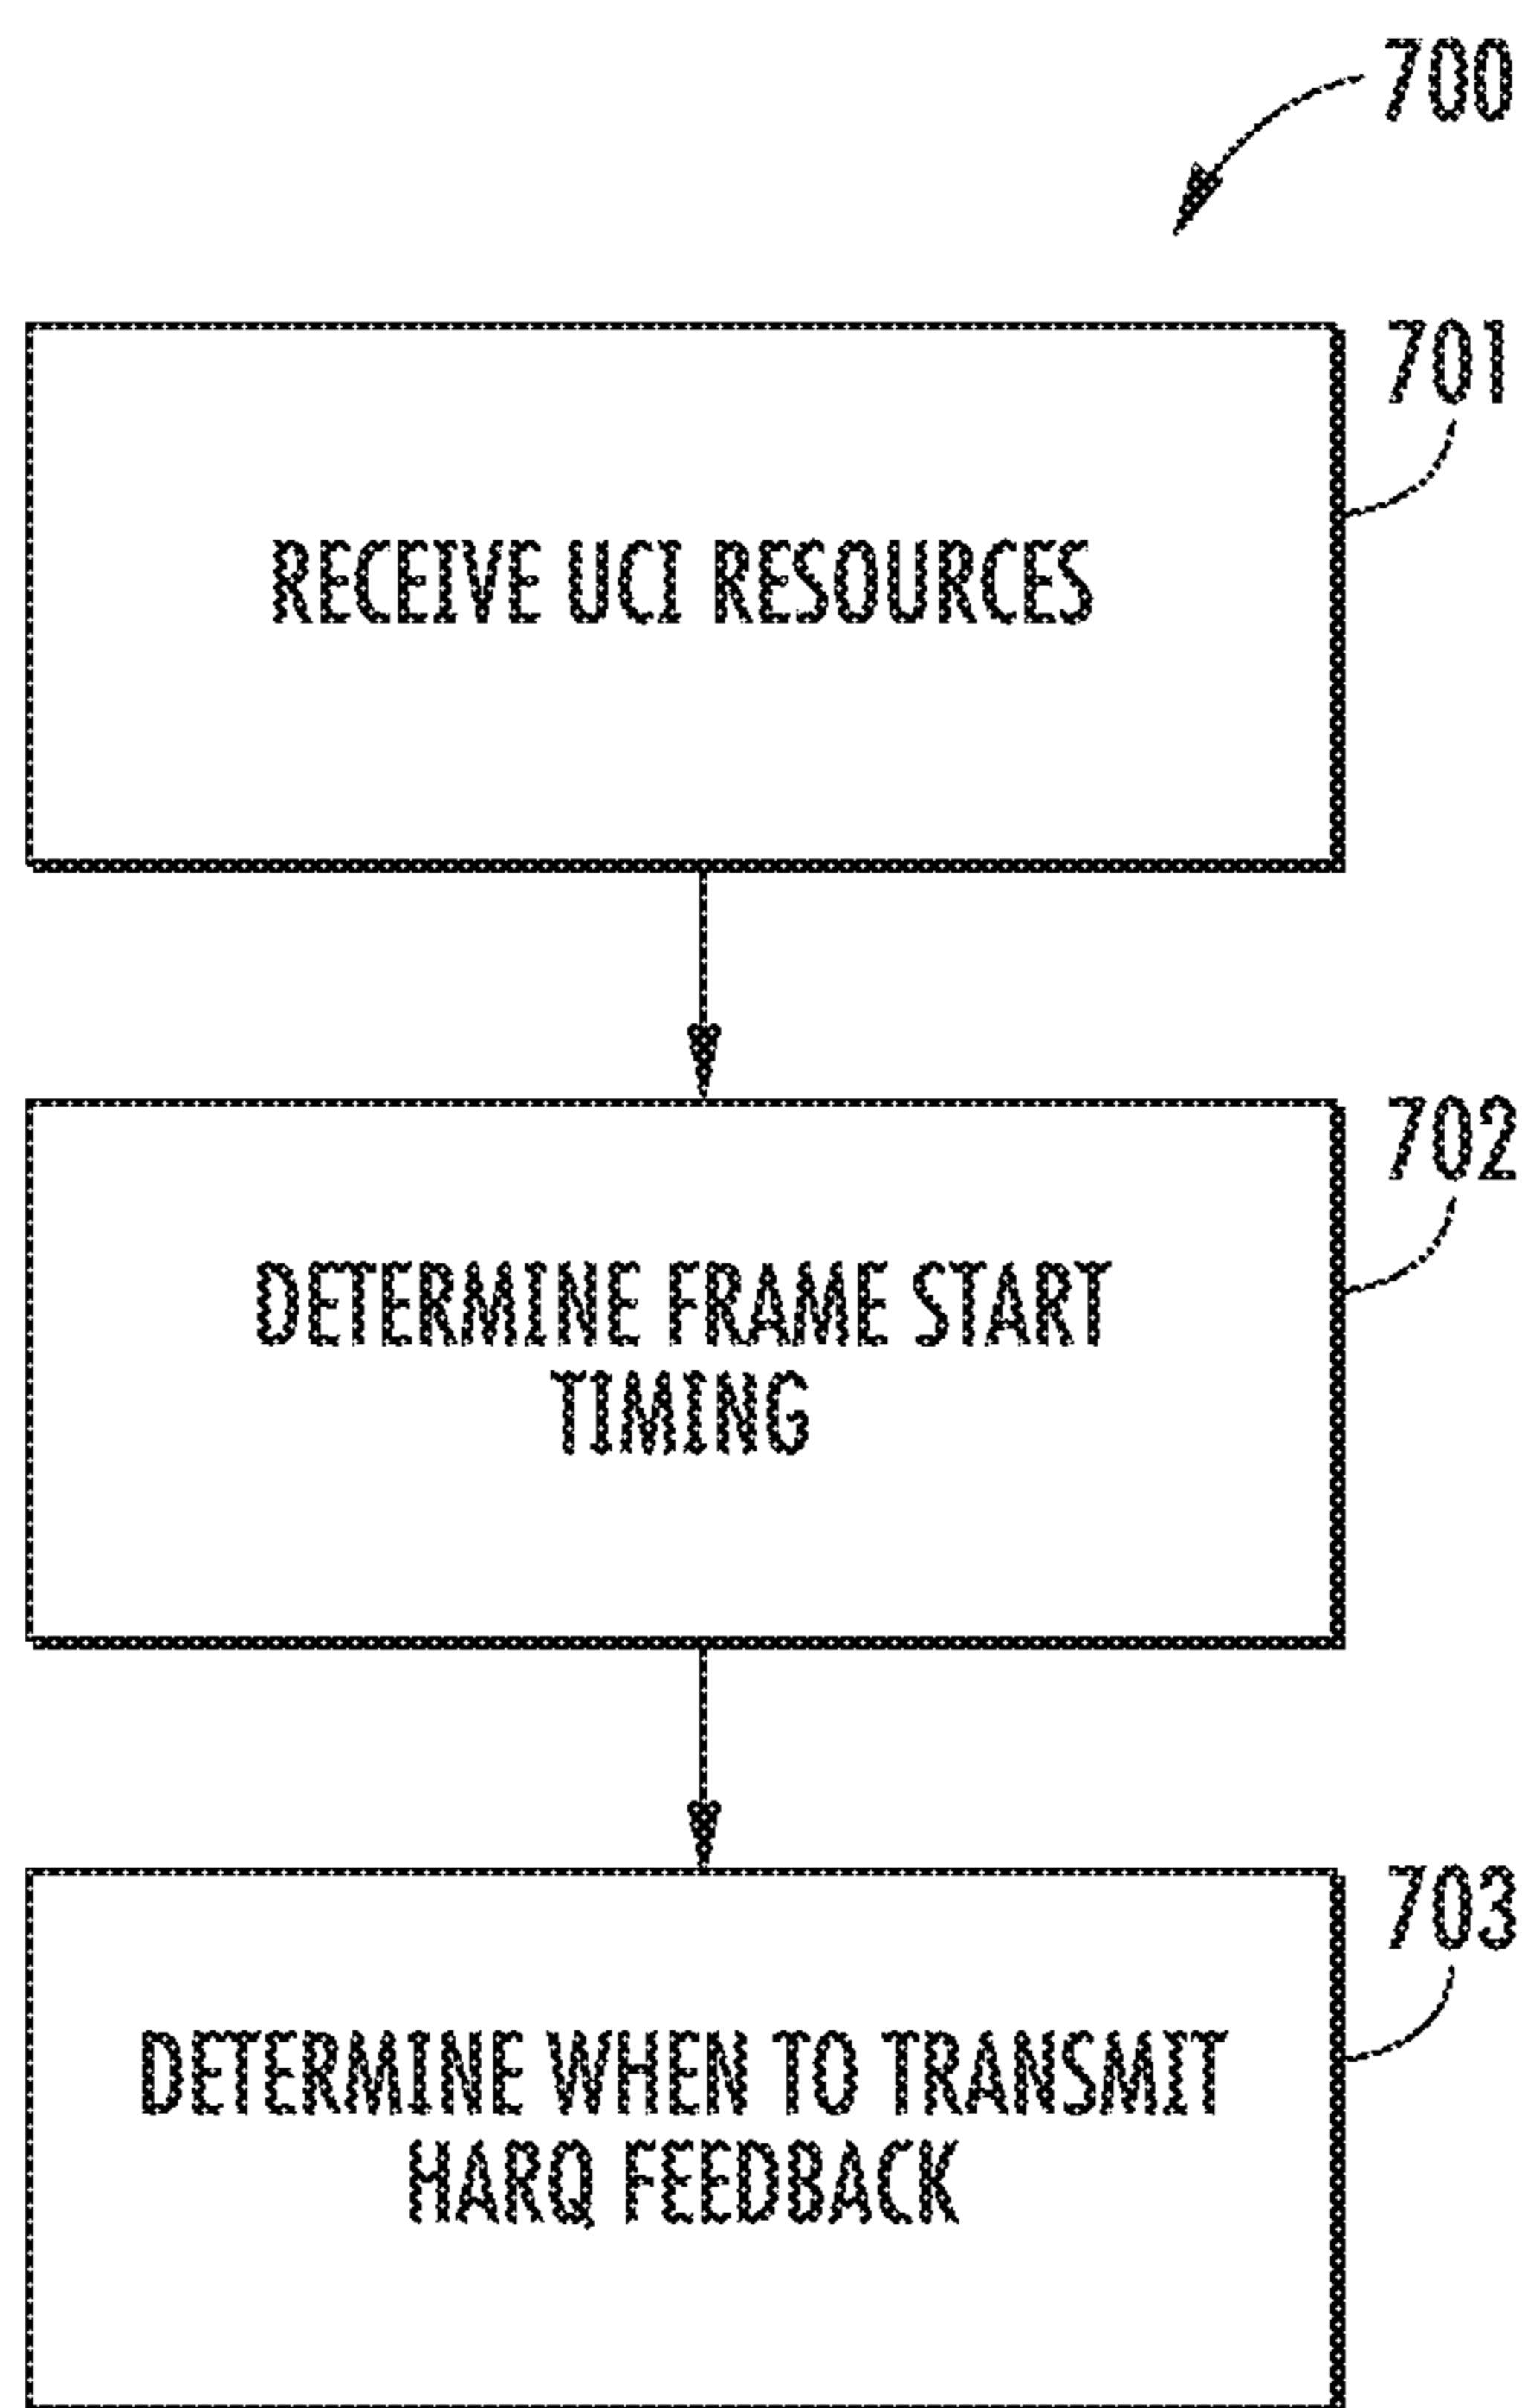 700
701
RECEIVE UCI RESOURCES
702
DETERMINE FRAME START
TIMING
703
DETERMINE WHEN TO TRANSMIT
HARQ FEEDBACK